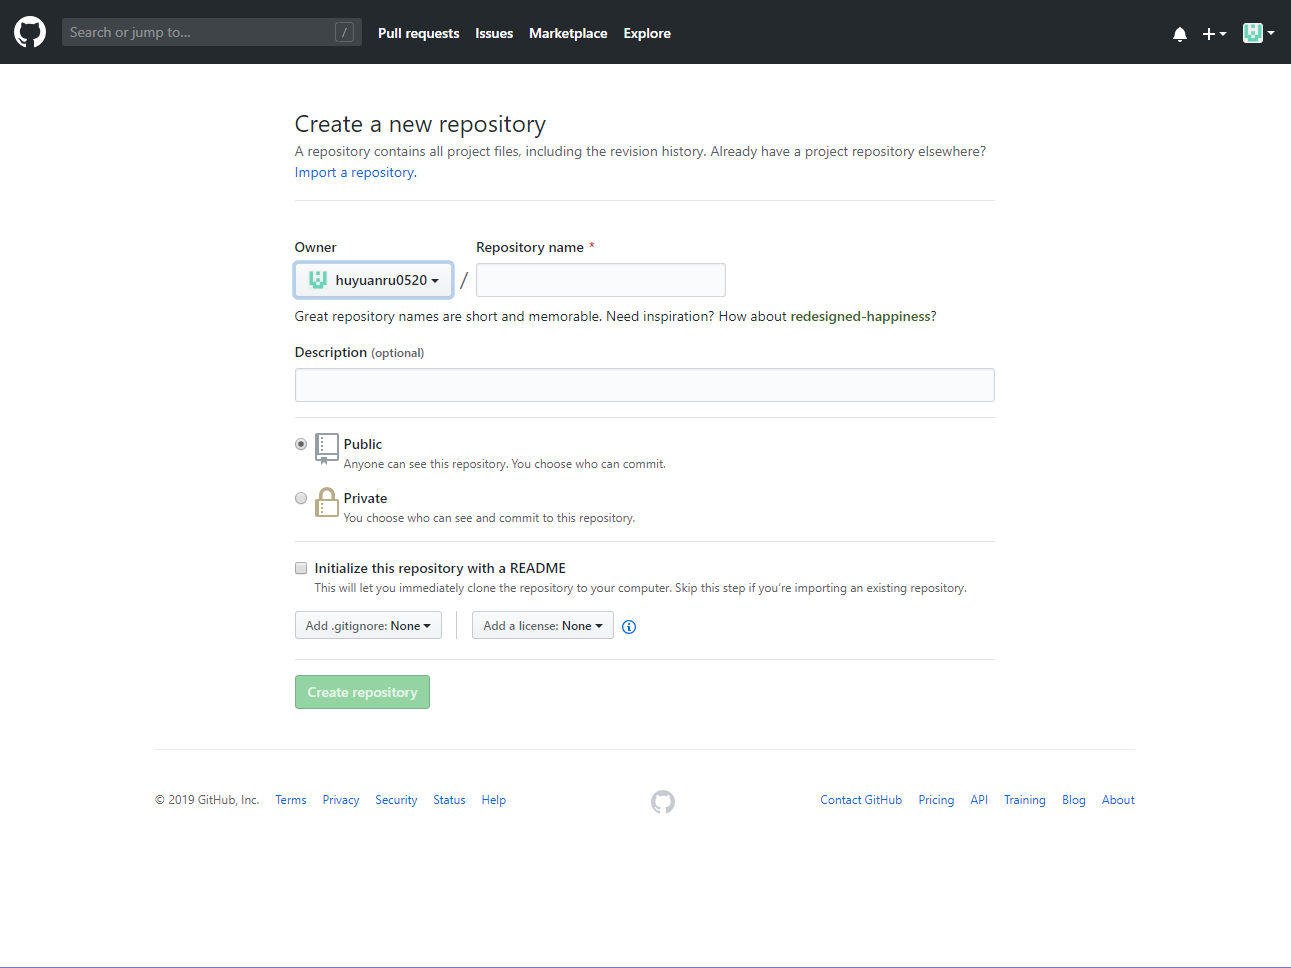 Search or jump to... /
Pull requests Issues Marketplace Explore
Create a new repository
A repository contains all project files, including the revision history. Already have a project repository elsewhere?
Import a repository.
Owner Repository name *
huyuanru0520 /
Great repository names are short and memorable. Need inspiration? How about redesigned-happiness?
Description (optional)
Public
Anyone can see this repository. You choose who can commit.
Private
You choose who can see and commit to this repository.
Initialize this repository with a README
This will let you immediately clone the repository to your computer. Skip this step if you’re importing an existing repository.
Add .gitignore: None Add a license: None
Create repository
© 2019 GitHub, Inc. Terms Privacy Security Status Help Contact GitHub Pricing API Training Blog About